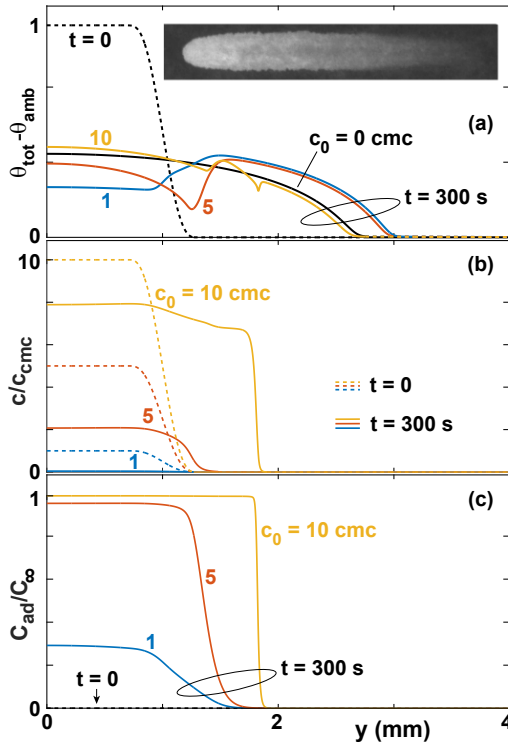 1
t = 0
(a)
θtot-θamb
10
c0 = 0 cmc
1
5
t = 300 s
0
10
(b)
c0 = 10 cmc
c/ccmc
t = 0
5
t = 300 s
1
0
1
(c)
c0 = 10 cmc
Cad/C∞
5
1
t = 300 s
t = 0
0
0
2
y (mm)
4